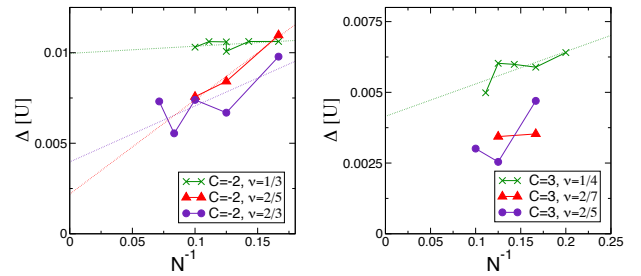 Δ [U]
0.01
0.005
0
0
0.05
0.1
0.15
N⁻¹
C=-2, ν=1/3
C=-2, ν=2/5
C=-2, ν=2/3
Δ [U]
0.0075
0.005
0.0025
0
0
0.05
0.1
0.15
0.2
0.25
N⁻¹
C=3, ν=1/4
C=3, ν=2/7
C=3, ν=2/5